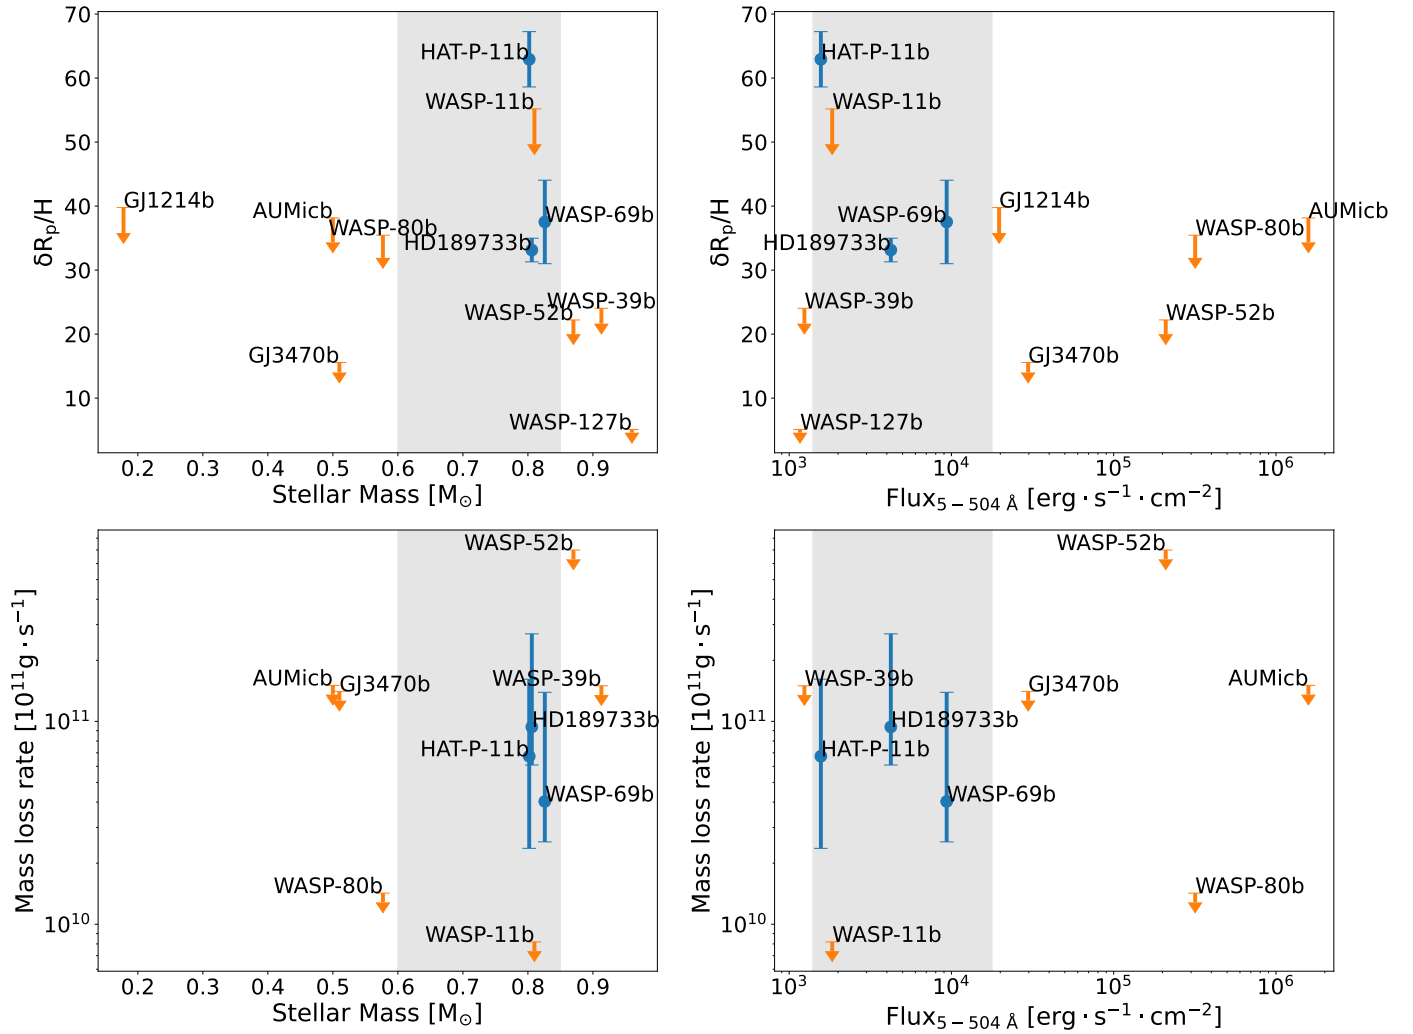 70
60
50
40
30
20
10
δRp/H
HAT-P-11b
WASP-11b
GJ1214b
AUMicb
WASP-80b
WASP-69b
HD189733b
WASP-39b
WASP-52b
GJ3470b
WASP-127b
0.2 0.3 0.4 0.5 0.6 0.7 0.8 0.9
Stellar Mass [M⊙]
70
60
50
40
30
20
10
δRp/H
HAT-P-11b
WASP-11b
GJ1214b
WASP-69b
AUMicb
WASP-80b
HD189733b
WASP-39b
WASP-52b
GJ3470b
WASP-127b
10³ 10⁴ 10⁵ 10⁶
Flux₅₋₅₀₄ Å [erg·s⁻¹·cm⁻²]
10¹¹
10¹⁰
Mass loss rate [10¹¹g·s⁻¹]
WASP-52b
AUMicb
GJ3470b
WASP-39b
HD189733b
HAT-P-11b
WASP-69b
WASP-80b
WASP-11b
0.2 0.3 0.4 0.5 0.6 0.7 0.8 0.9
Stellar Mass [M⊙]
10¹¹
10¹⁰
Mass loss rate [10¹¹g·s⁻¹]
WASP-52b
WASP-39b
GJ3470b
AUMicb
HD189733b
HAT-P-11b
WASP-69b
WASP-80b
WASP-11b
10³ 10⁴ 10⁵ 10⁶
Flux₅₋₅₀₄ Å [erg·s⁻¹·cm⁻²]